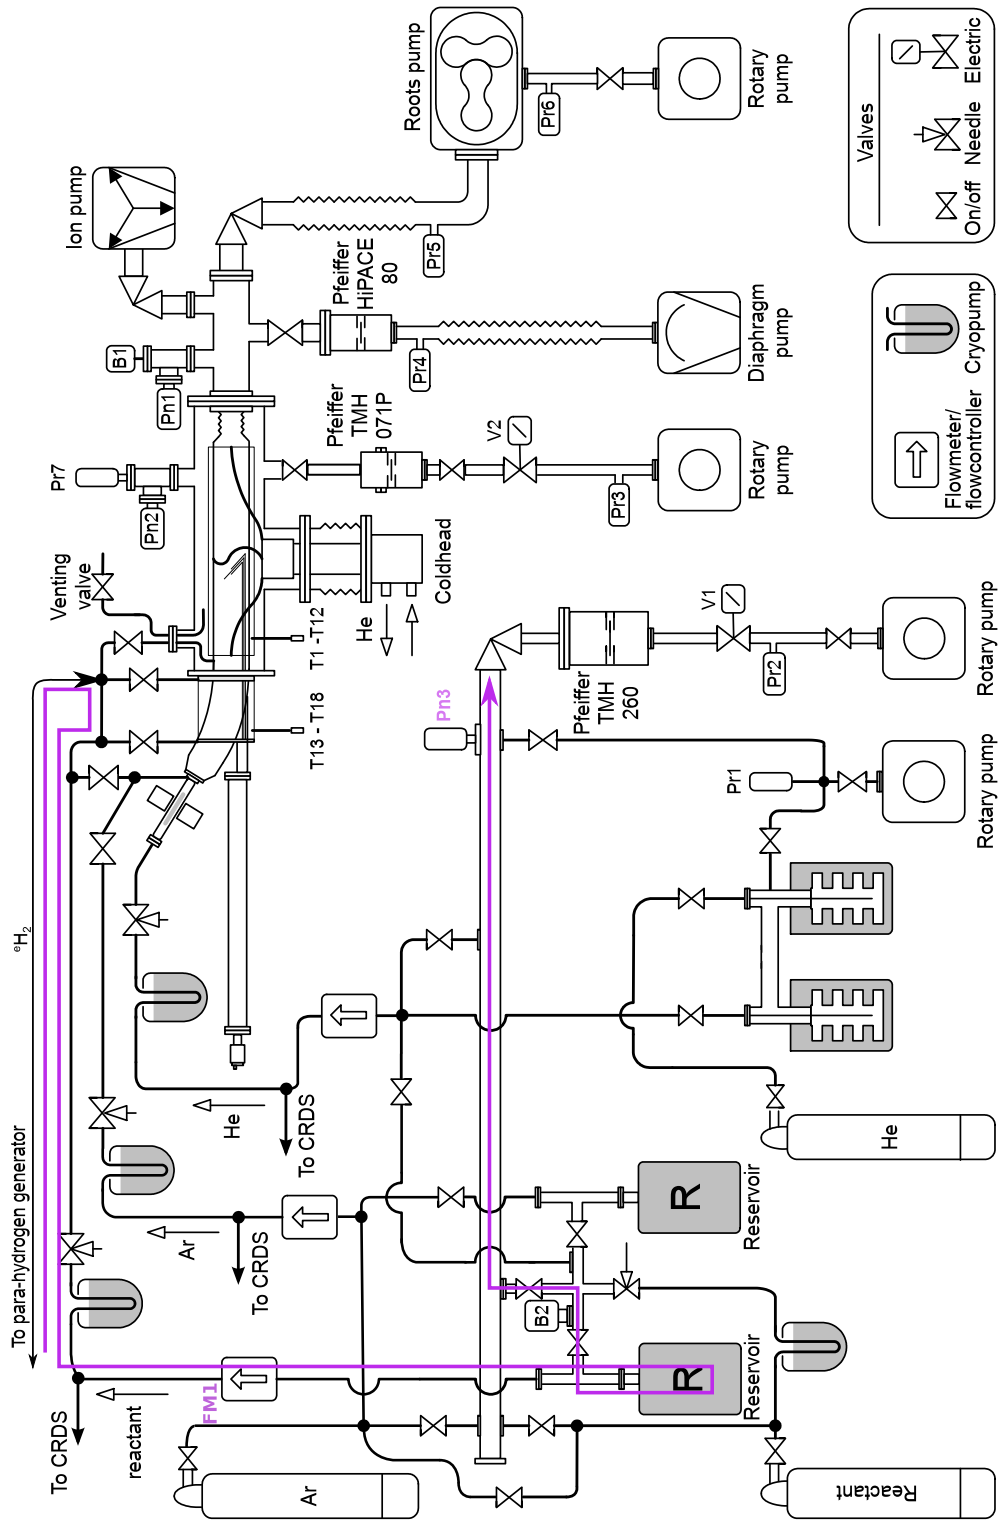 Roots pump
Pr6
Rotary
pump
Valves
Electric
Needle
On/off
Ion pump
Pr5
Pfeiffer
HiPACE
80
B1
Pn1
Pr4
Diaphragm
pump
Cryopump
Flowmeter/
flowcontroller
Pfeiffer
TMH
071P
V2
Pr7
Pn2
Pr3
Rotary
pump
Venting
valve
He
Coldhead
T1 -T12
T13 - T18
Pn3
Pfeiffer
TMH
260
V1
Pr2
Rotary pump
Pr1
Rotary pump
eH2
To para-hydrogen generator
He
To CRDS
Ar
To CRDS
He
R
Reservoir
B2
R
Reservoir
FM1
reactant
To CRDS
Ar
Reactant